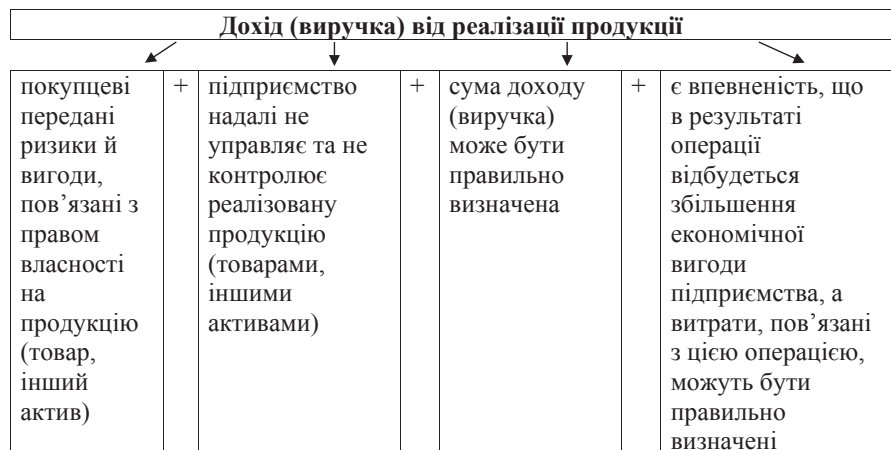 Дохід (виручка) від реалізації продукції
покупцеві
передані
ризики й
вигоди,
пов’язані з
правом
власності
на
продукцію
(товар,
інший
актив)
+
підприємство
надалі не
управляє та не
контролює
реалізовану
продукцію
(товарами,
іншими
активами)
+
сума доходу
(виручка)
може бути
правильно
визначена
+
є впевненість, що
в результаті
операції
відбудеться
збільшення
економічної
вигоди
підприємства, а
витрати, пов’язані
з цією операцією,
можуть бути
правильно
визначені